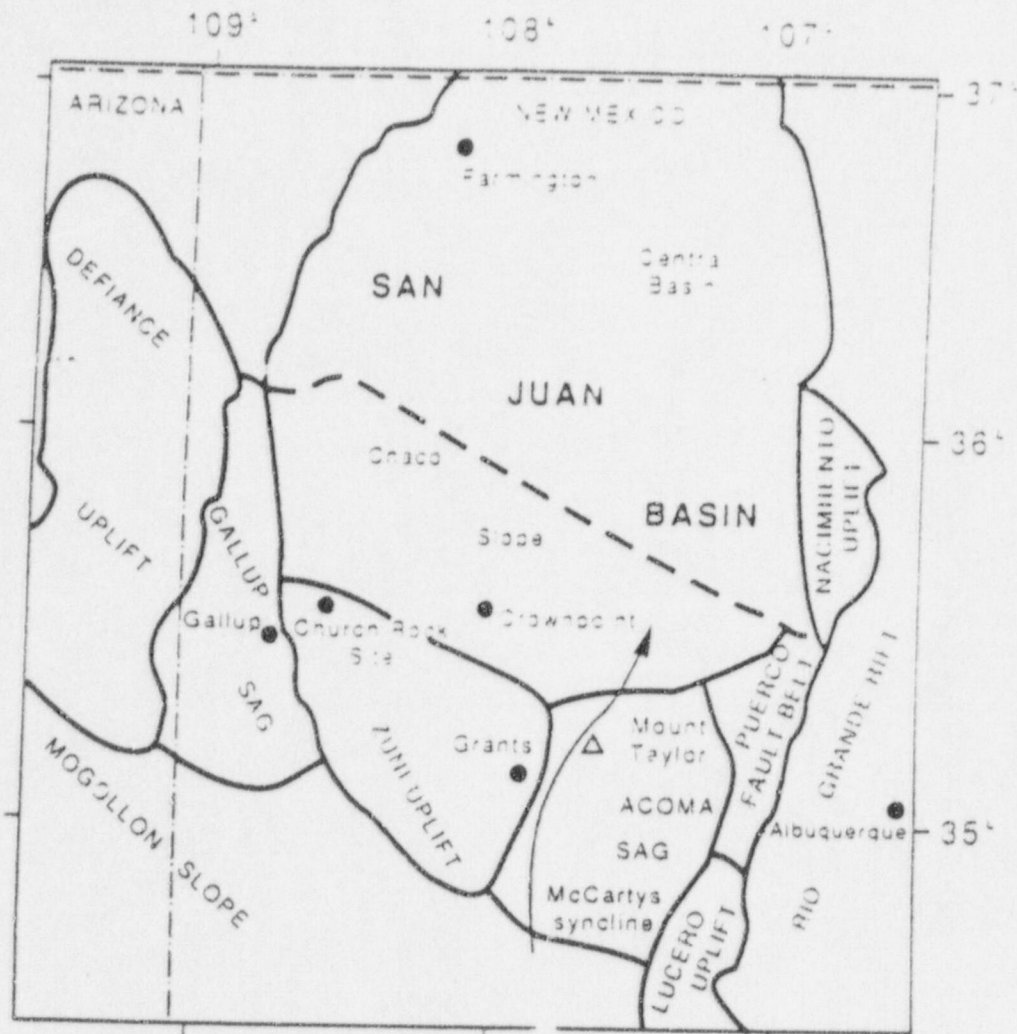 109°
108°
107°
ARIZONA
NEW MEXICO
37°
Farmington
DEFIANCE
UPLIFT
SAN
JUAN
BASIN
Central
Basin
36°
Chaco
Slope
NACIMIENTO
UPLIFT
GALLUP
SAG
Gallup
Church Rock
Site
Crownpoint
MOGOLLON SLOPE
ZUNI UPLIFT
Grants
Mount
Taylor
ACOMA
SAG
McCartys
syncline
PUERCO
FAULT BELT
RIO GRANDE RIFT
Albuquerque
35°
LUCERO
UPLIFT